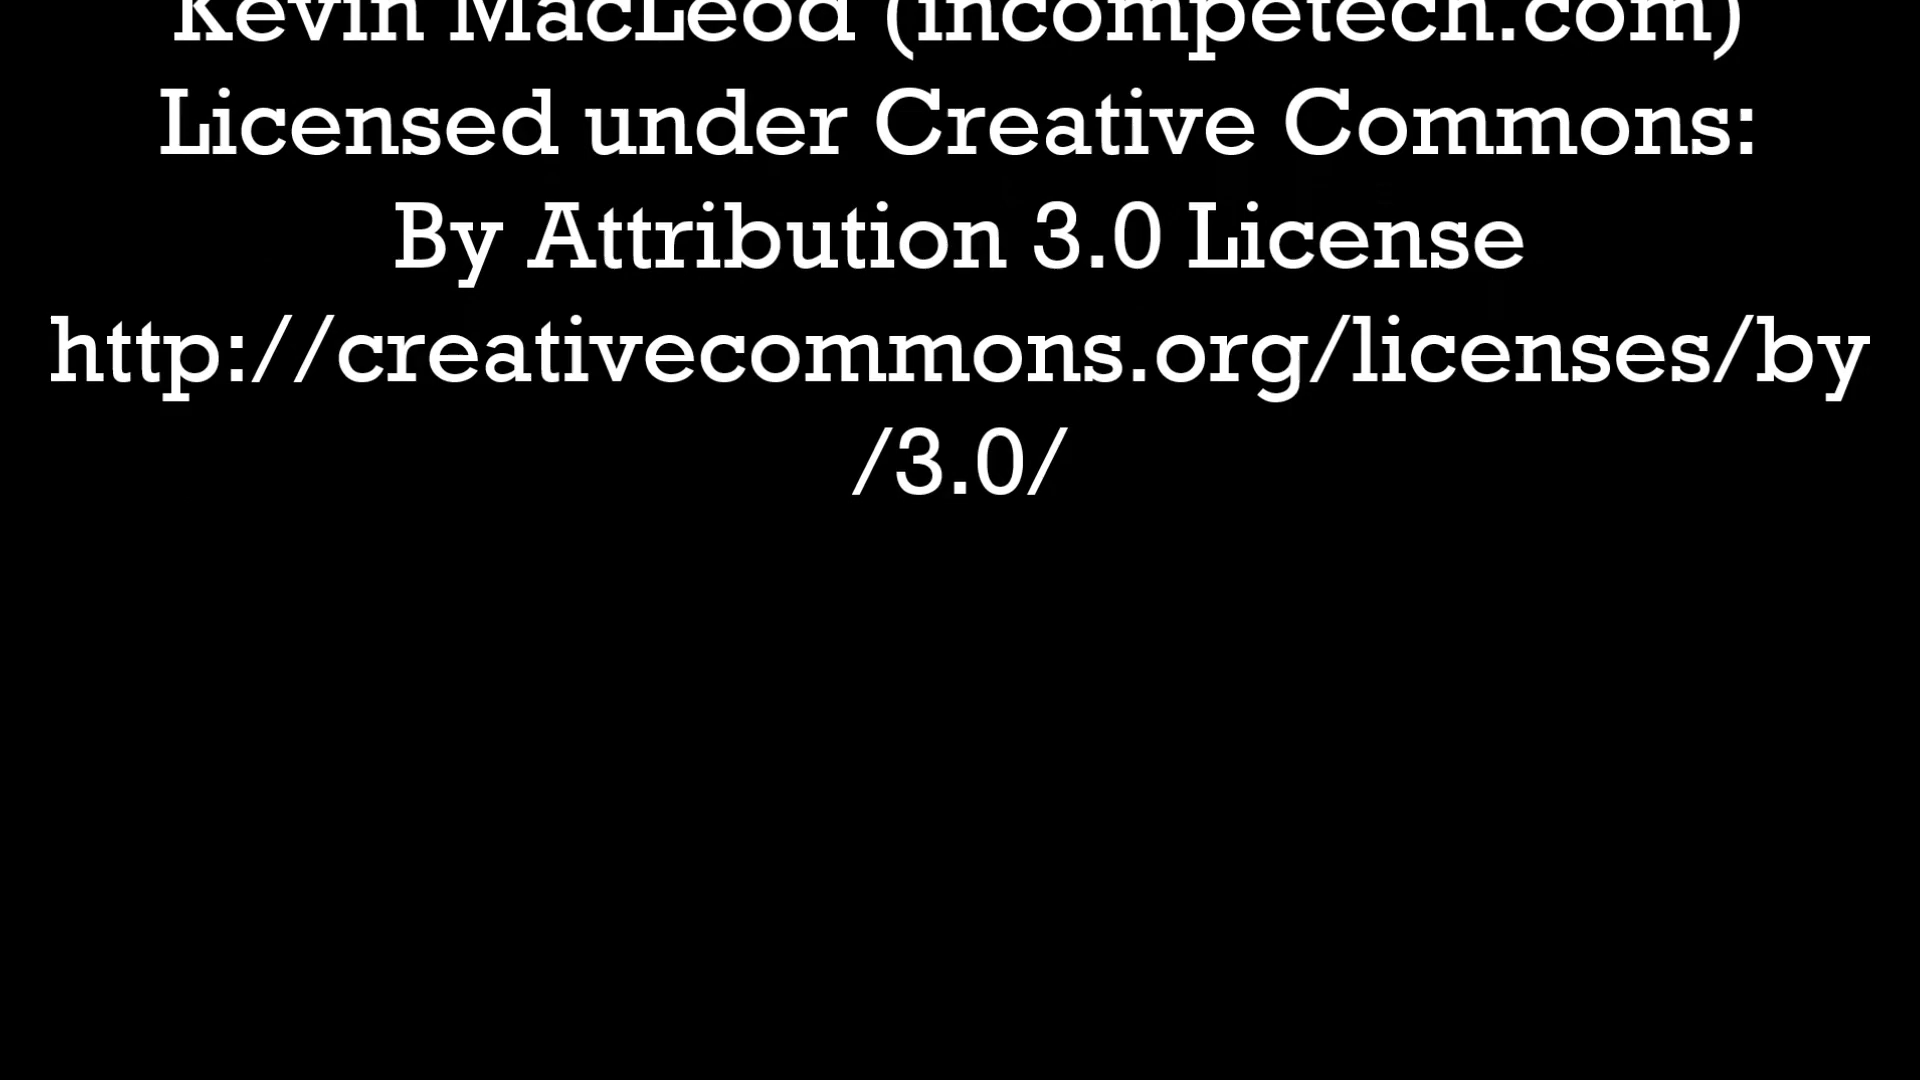 Kevin MacLeod (incompetech.com)
Licensed under Creative Commons:
By Attribution 3.0 License
http://creativecommons.org/licenses/by
/3.0/